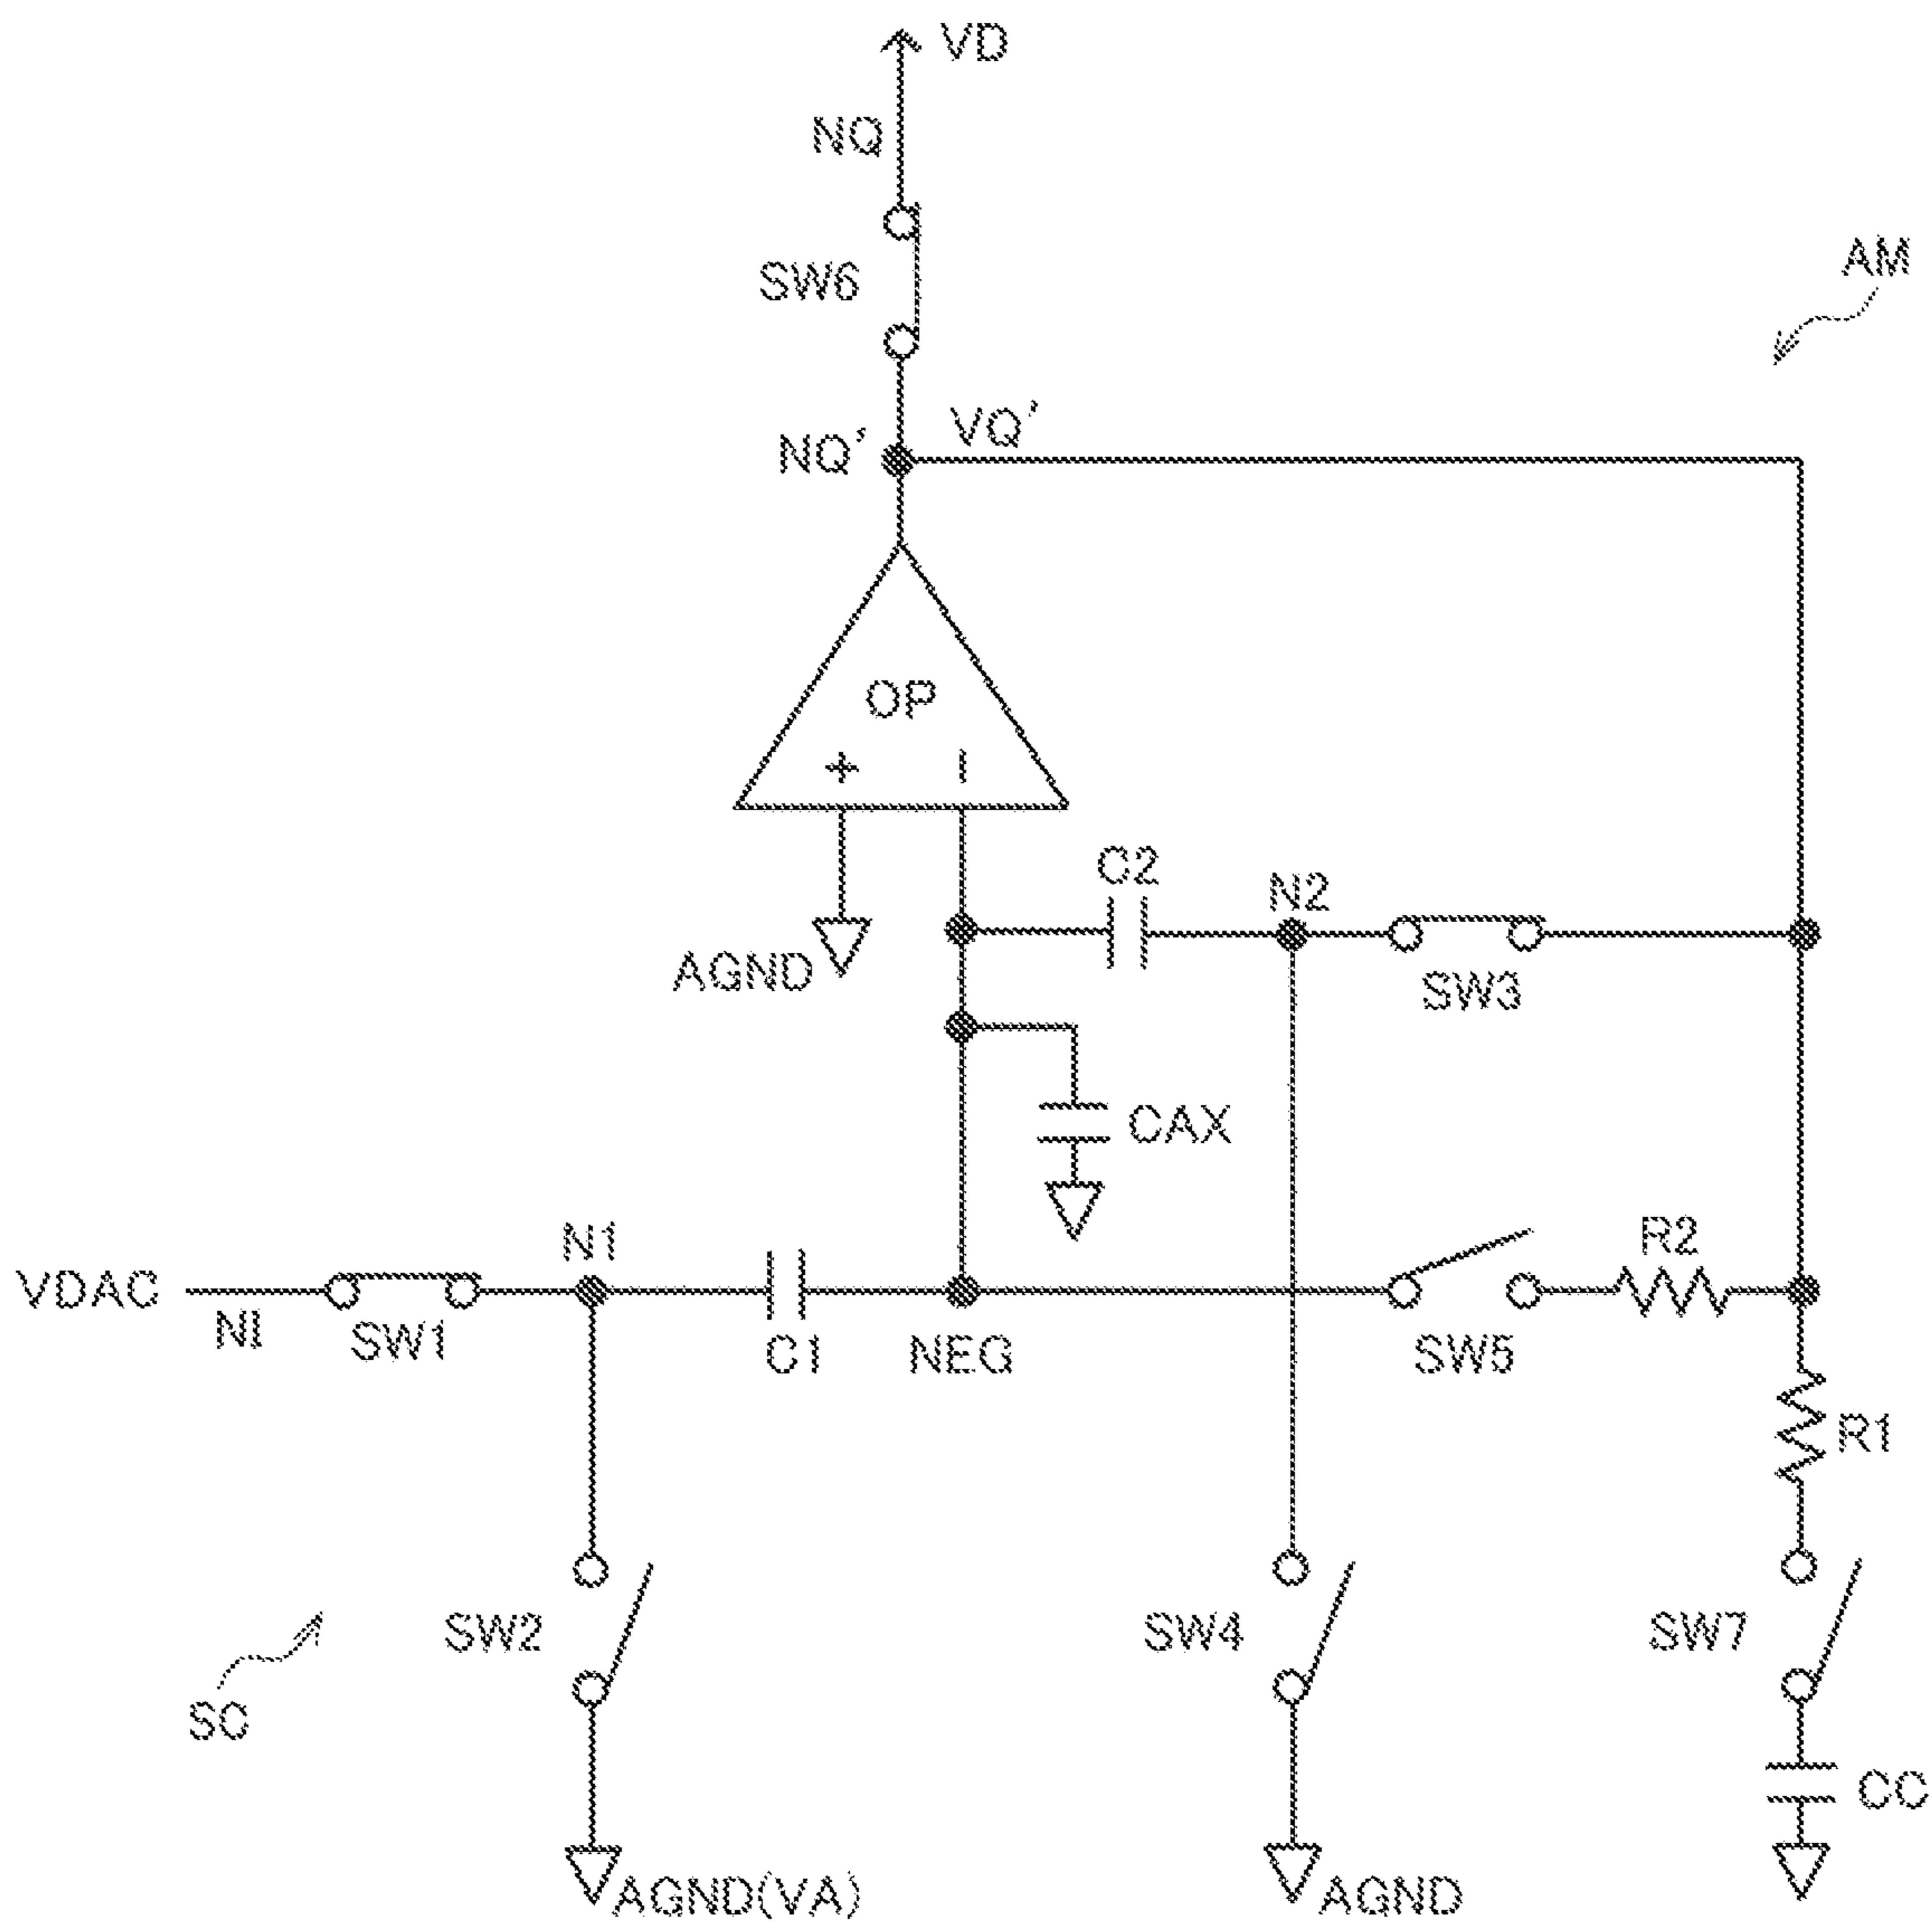 VD
NQ
SW6
AM
NQ'
VQ'
OP
+ −
C2
N2
AGND
SW3
CAX
N1
R2
VDAC
NI
SW1
C1
NEG
SW5
R1
SW2
SW4
SW7
SC
CC
AGND(VA)
AGND